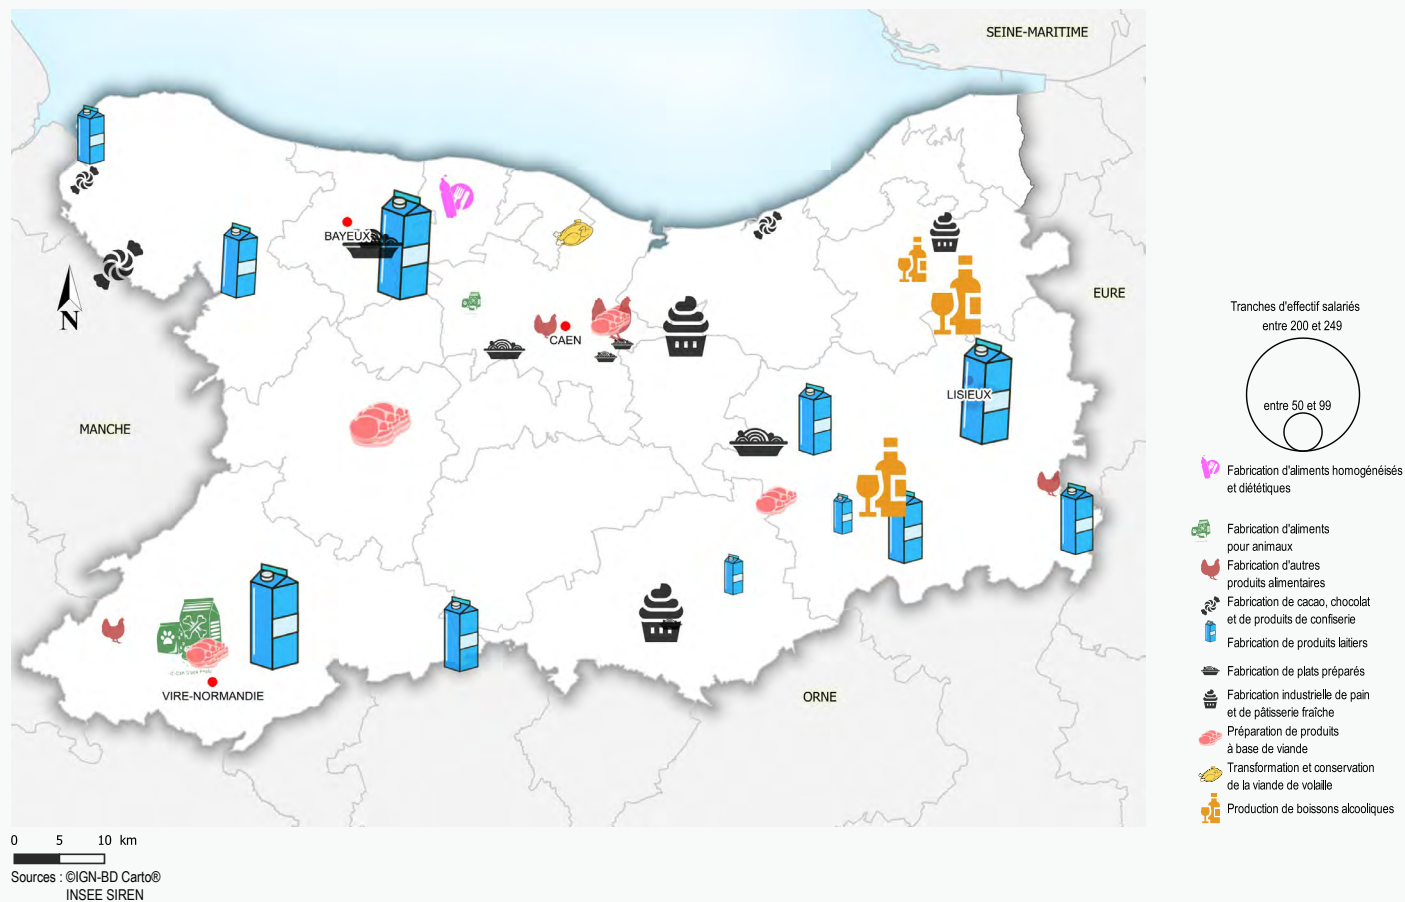 SEINE-MARITIME
BAYEUX
EURE
N
CAEN
LISIEUX
MANCHE
VIRE-NORMANDIE
ORNE
Tranches d'effectif salariés
entre 200 et 249
entre 50 et 99
Fabrication d'aliments homogénéisés
et diététiques
Fabrication d'aliments
pour animaux
Fabrication d'autres
produits alimentaires
Fabrication de cacao, chocolat
et de produits de confiserie
Fabrication de produits laitiers
Fabrication de plats préparés
Fabrication industrielle de pain
et de pâtisserie fraîche
Préparation de produits
à base de viande
Transformation et conservation
de la viande de volaille
Production de boissons alcooliques
0 5 10 km
Sources : ©IGN-BD Carto®
INSEE SIREN